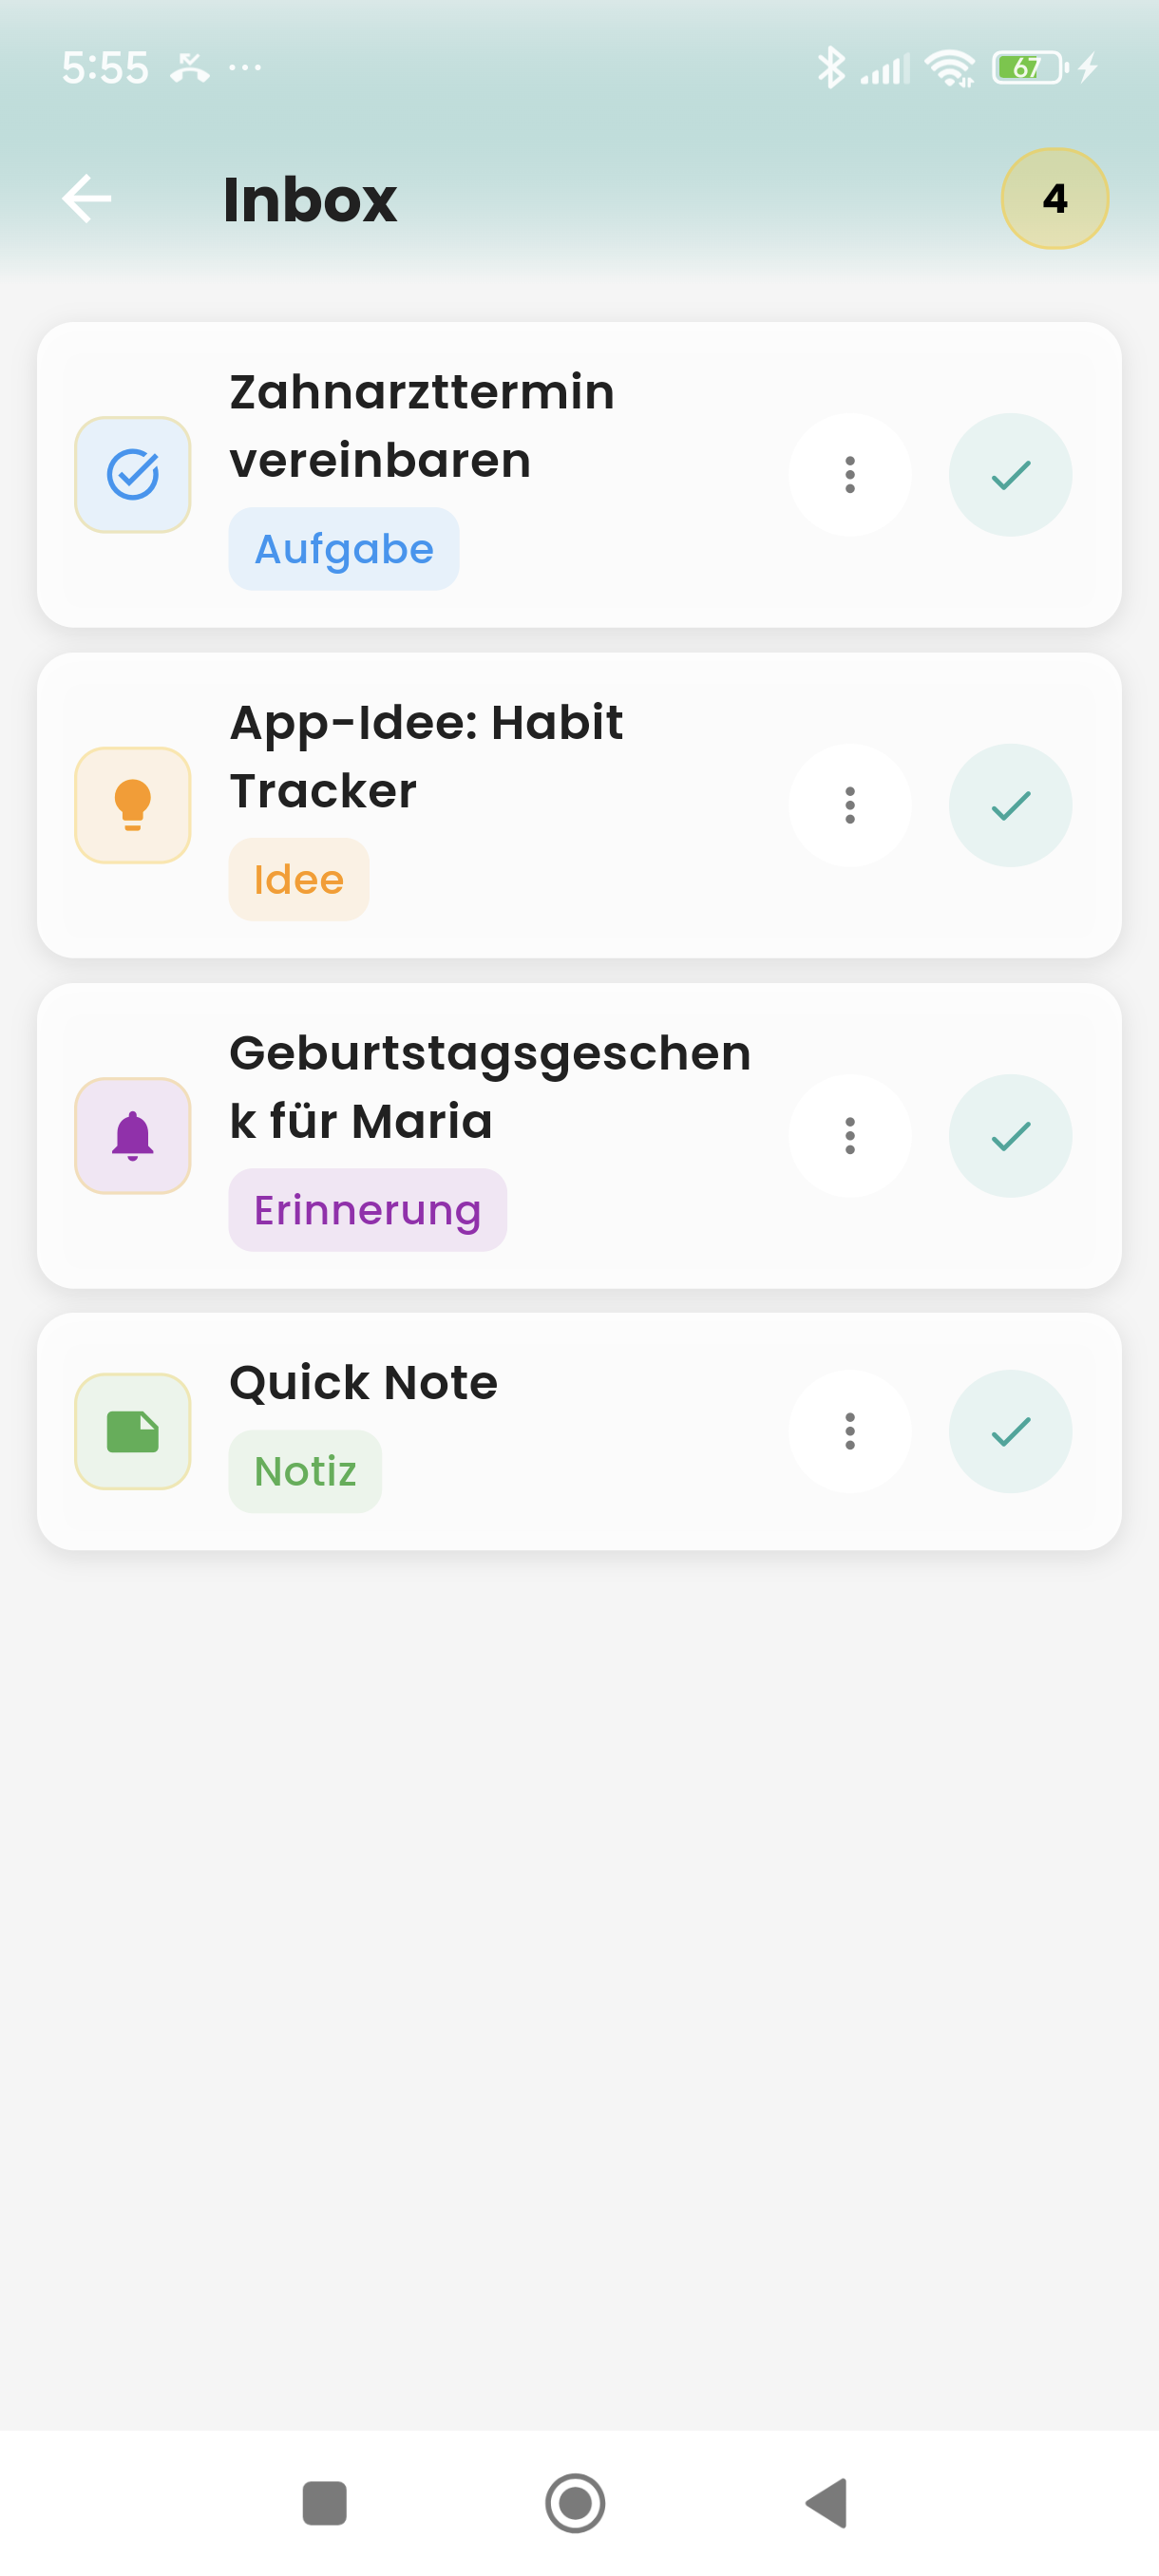 5:55
67
Inbox
4
Zahnarzttermin
vereinbaren
Aufgabe
App-Idee: Habit
Tracker
Idee
Geburtstagsgeschen
k für Maria
Erinnerung
Quick Note
Notiz